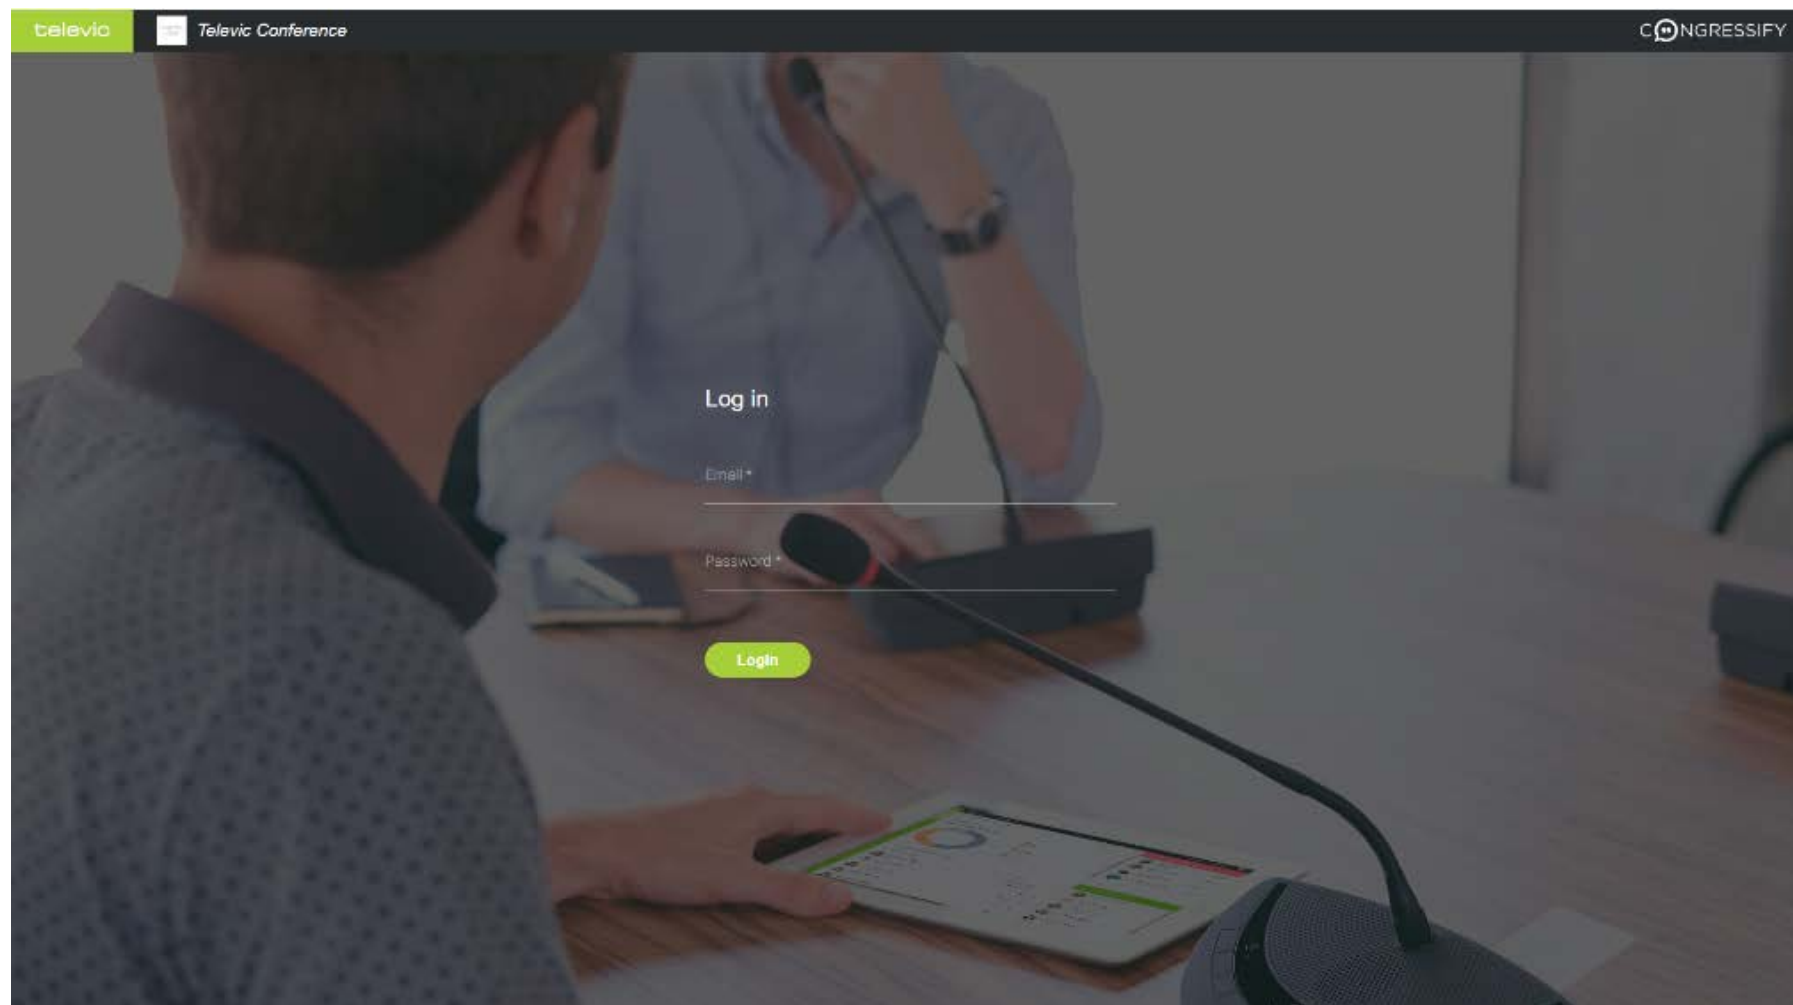 televic
Televic Conference
CONGRESSIFY
Log in
Email *
Password *
Login